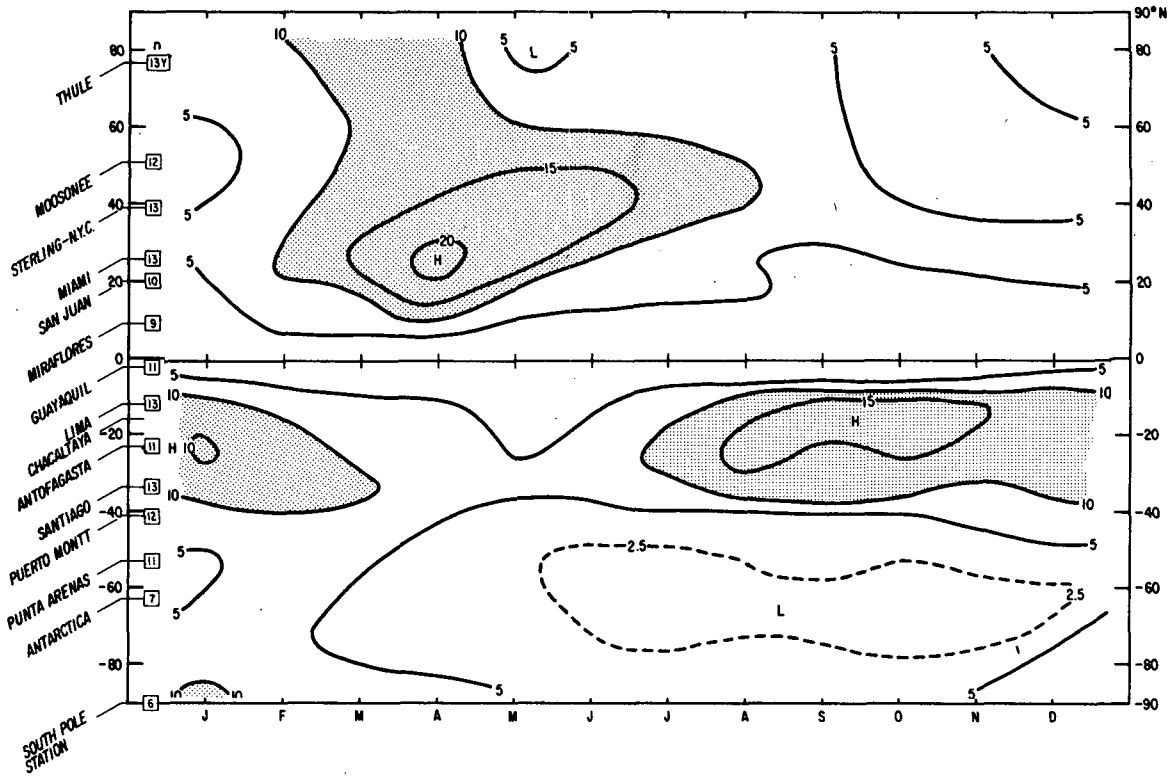 90°N
10 10 5 L 5 5 5
80 n 80
13Y
THULE
5
60 5 60
12
MOOSONEE
15
40 5 13 5 40
STERLING-N.Y.C.
20
H
13 5
MIAMI
20 10 5 20
SAN JUAN
9
MIRAFLORES
0 0
11 5 5
GUAYAQUIL
10 10
13 15
LIMA
H
-20 -20
CHACALTAYA
11 H 10
ANTOFAGASTA
13 10 10
SANTIAGO
-40 12 -40
PUERTO MONTT
5 2.5 5
11
PUNTA ARENAS
-60 7 5 2.5 -60
L
ANTARCTICA
-80 -80
10 10 5 5
6 -90
J F M A M J J A S O N D
SOUTH POLE
STATION